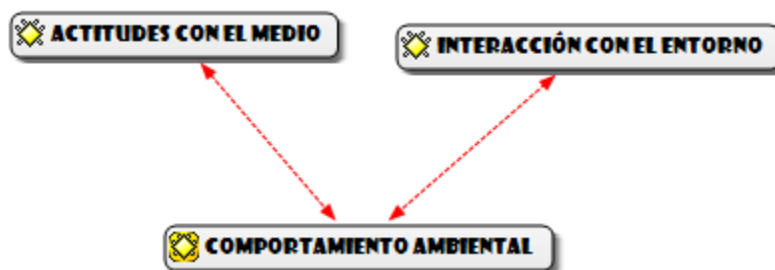 ACTITUDES CON EL MEDIO
INTERACCIÓN CON EL ENTORNO
COMPORTAMIENTO AMBIENTAL